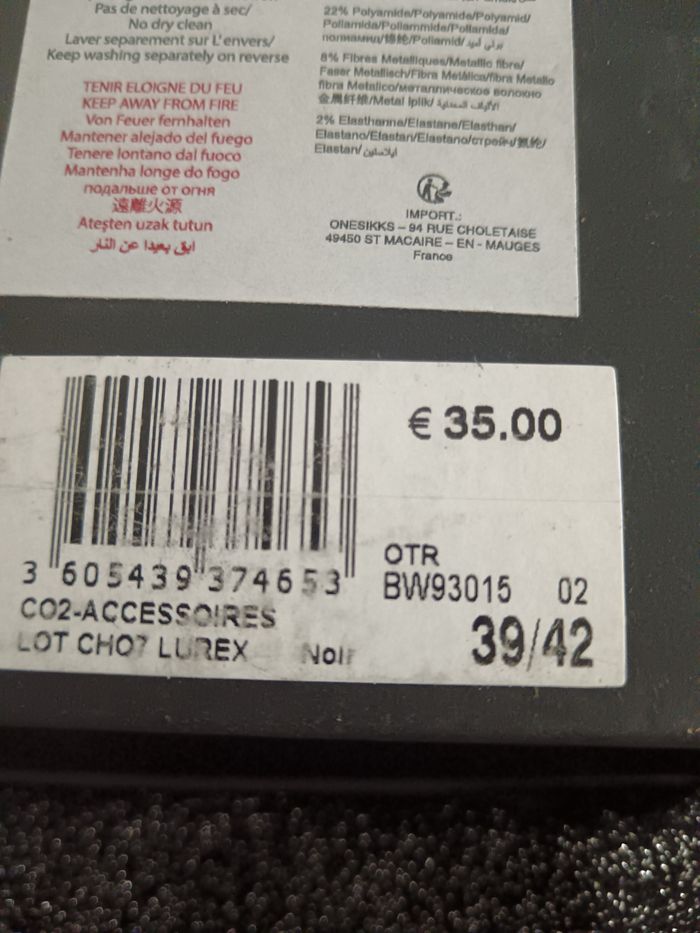 Pas de nettoyage à sec/
No dry clean
Laver separement sur L'envers/
Keep washing separately on reverse
TENIR ELOIGNE DU FEU
KEEP AWAY FROM FIRE
Von Feuer fernhalten
Mantener alejado del fuego
Tenere lontano dal fuoco
Mantenha longe do fogo
подальше от огня
遠離火源
Ateşten uzak tutun
ابق بعيدا عن النار
22% Polyamide/Polyamide/Polyamid/
Poliamida/Poliammide/Poliamida/
полиамид/錦綸/Poliamid/
8% Fibres Metalliques/Metallic fibre/
Faser Metallisch/Fibra Metálica/fibra Metallo
fibra Metalico/металлическое волокно
金属纤维/Metal Iplik/ الألياف المعدنية
2% Elasthanne/Elastane/Elasthan/
Elastano/Elastan/Elastano/стрейч/氨纶/
Elastan/
IMPORT.:
ONESIKKS – 94 RUE CHOLETAISE
49450 ST MACAIRE – EN - MAUGES
France
€ 35.00
3 605439 374653
OTR
BW93015 02
CO2-ACCESSOIRES
LOT CHO7 LUREX Noir
39/42